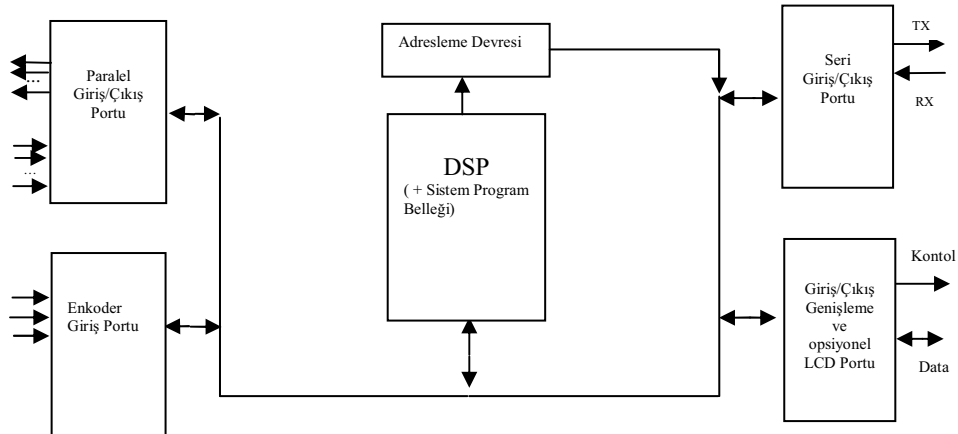 Paralel
Giriş/Çıkış
Portu
...
...
Enkoder
Giriş Portu
Adresleme Devresi
DSP
( + Sistem Program
Belleği)
Seri
Giriş/Çıkış
Portu
TX
RX
Giriş/Çıkış
Genişleme
ve
opsiyonel
LCD Portu
Kontol
Data